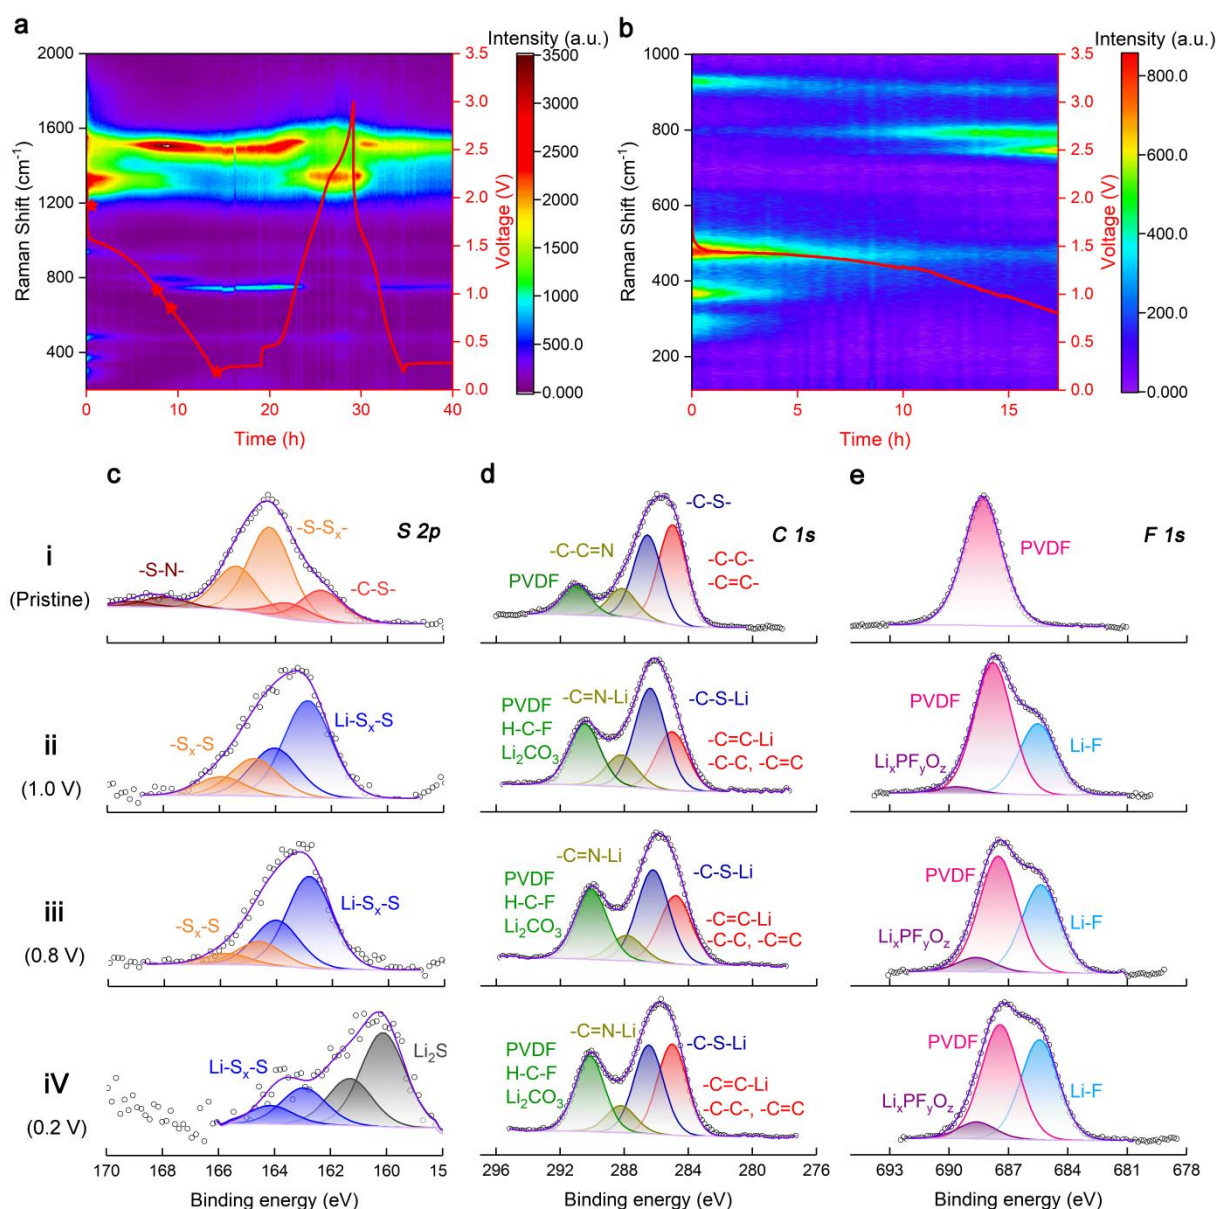 a
Intensity (a.u.)
2000
1600
1200
800
400
Raman Shift (cm⁻¹)
3.5
3.0
2.5
2.0
1.5
1.0
0.5
0.0
Voltage (V)
3500
3000
2500
2000
1500
1000
500.0
0.000
0 10 20 30 40
Time (h)
b
Intensity (a.u.)
1000
800
600
400
200
Raman Shift (cm⁻¹)
3.5
3.0
2.5
2.0
1.5
1.0
0.5
0.0
Voltage (V)
800.0
600.0
400.0
200.0
0.000
0 5 10 15
Time (h)
c
d
e
i
(Pristine)
S 2p
-S-Sₓ-
-S-N-
-C-S-
C 1s
-C-S-
-C-C=N
PVDF
-C-C-
-C=C-
F 1s
PVDF
ii
(1.0 V)
Li-Sₓ-S
-Sₓ-S
PVDF
H-C-F
Li₂CO₃
-C=N-Li
-C-S-Li
-C=C-Li
-C-C, -C=C
PVDF
LiₓPFᵧO_z
Li-F
iii
(0.8 V)
Li-Sₓ-S
-Sₓ-S
-C=N-Li
PVDF
H-C-F
Li₂CO₃
-C-S-Li
-C=C-Li
-C-C, -C=C
PVDF
LiₓPFᵧO_z
Li-F
iV
(0.2 V)
Li-Sₓ-S
Li₂S
-C=N-Li
PVDF
H-C-F
Li₂CO₃
-C-S-Li
-C=C-Li
-C-C-, -C=C
PVDF
LiₓPFᵧO_z
Li-F
170 168 166 164 162 160 15
Binding energy (eV)
296 292 288 284 280 276
Binding energy (eV)
693 690 687 684 681 678
Binding energy (eV)